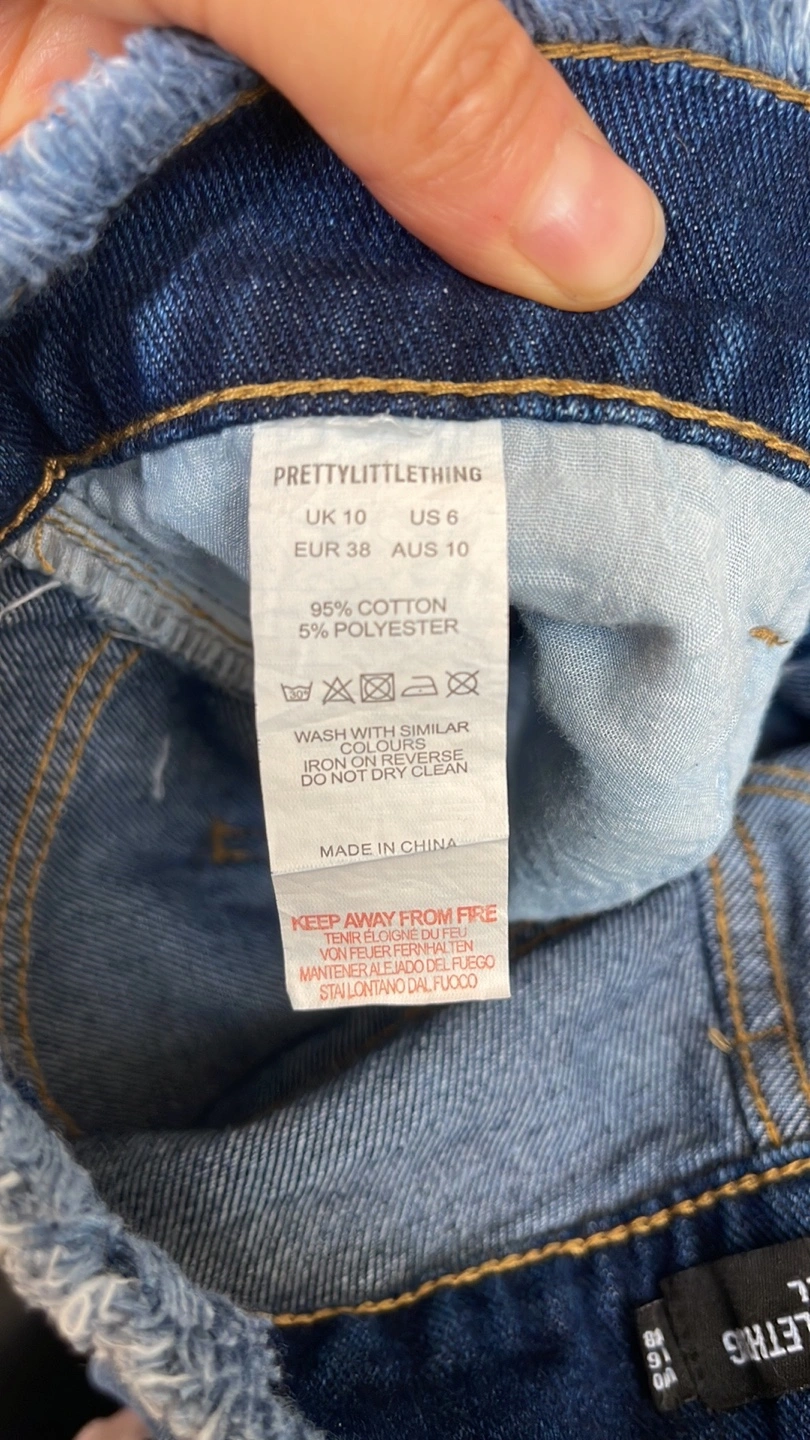 PRETTYLITTLETHING
UK 10 US 6
EUR 38 AUS 10
95% COTTON
5% POLYESTER
30°
WASH WITH SIMILAR
COLOURS
IRON ON REVERSE
DO NOT DRY CLEAN
MADE IN CHINA
KEEP AWAY FROM FIRE
TENIR ÉLOIGNÉ DU FEU
VON FEUER FERNHALTEN
MANTENER ALEJADO DEL FUEGO
STAI LONTANO DAL FUOCO